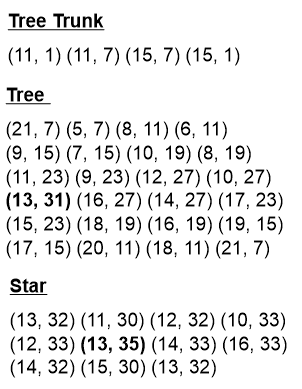 Tree Trunk
(11, 1) (11, 7) (15, 7) (15, 1)
Tree
(21, 7) (5, 7) (8, 11) (6, 11)
(9, 15) (7, 15) (10, 19) (8, 19)
(11, 23) (9, 23) (12, 27) (10, 27)
(13, 31) (16, 27) (14, 27) (17, 23)
(15, 23) (18, 19) (16, 19) (19, 15)
(17, 15) (20, 11) (18, 11) (21, 7)
Star
(13, 32) (11, 30) (12, 32) (10, 33)
(12, 33) (13, 35) (14, 33) (16, 33)
(14, 32) (15, 30) (13, 32)